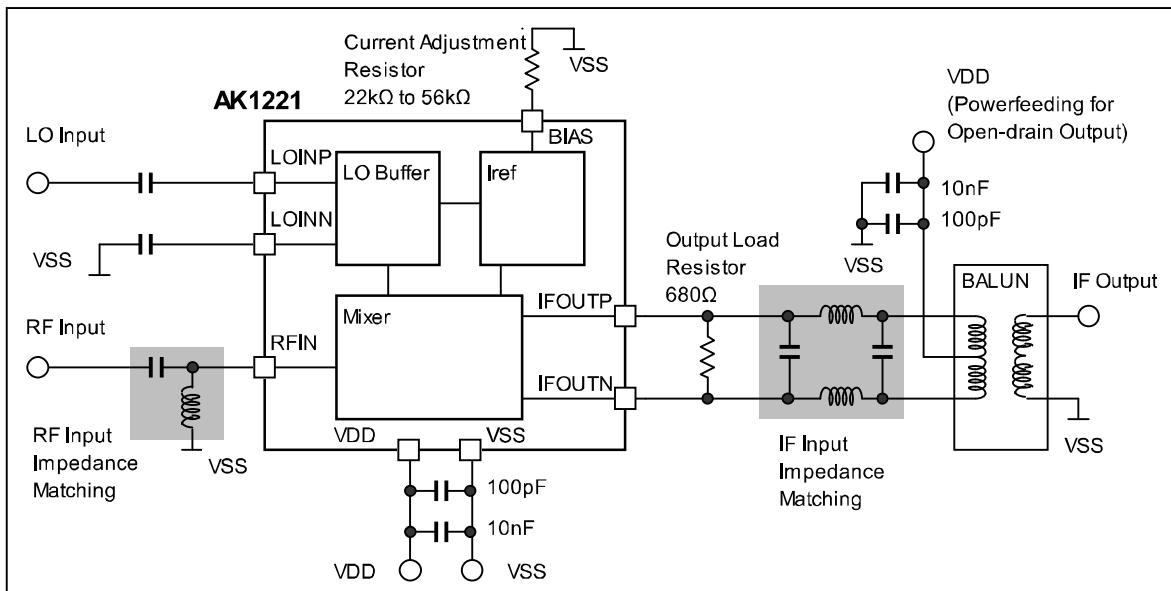 Current Adjustment
Resistor
22kΩ to 56kΩ
VSS
VDD
(Powerfeeding for
Open-drain Output)
AK1221
BIAS
LO Input
LOINP
LO Buffer
Iref
10nF
100pF
LOINN
VSS
VSS
Output Load
Resistor
680Ω
BALUN
IF Output
IFOUTP
RF Input
Mixer
RFIN
IFOUTN
VDD
VSS
RF Input
Impedance
Matching
VSS
IF Input
Impedance
Matching
VSS
100pF
10nF
VDD
VSS